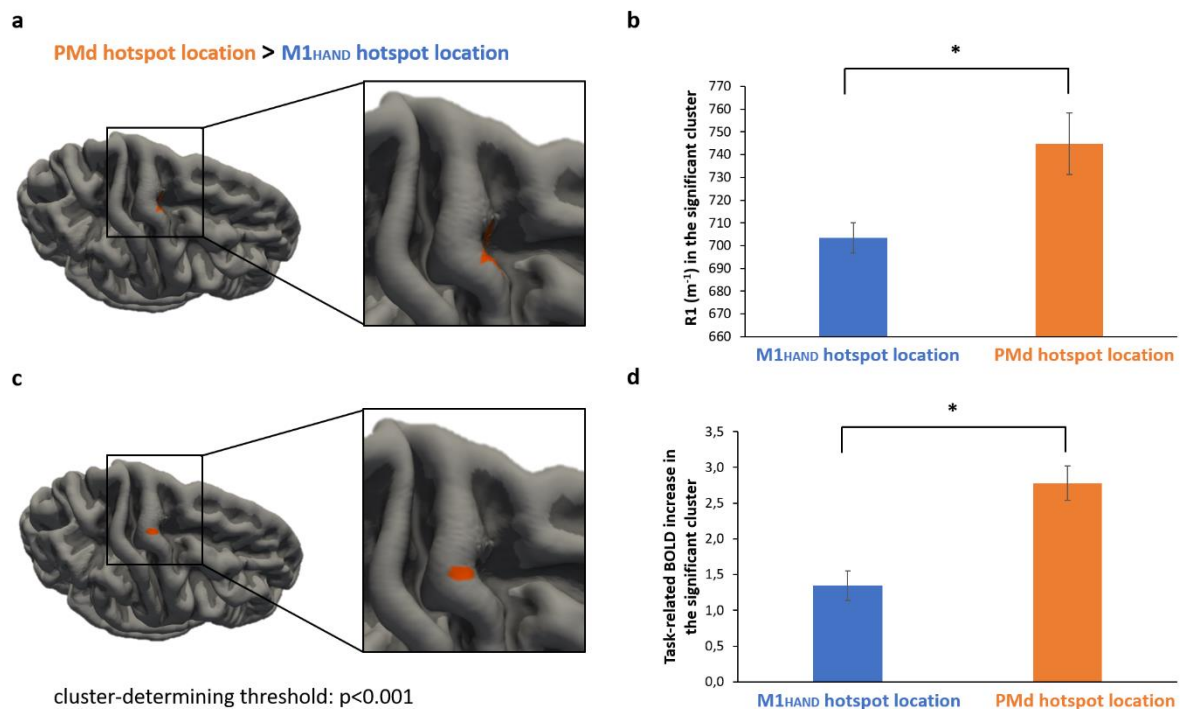 a
PMd hotspot location > M1HAND hotspot location
b
*
R1 (m⁻¹) in the significant cluster
770
760
750
740
730
720
710
700
690
680
670
660
M1HAND hotspot location
PMd hotspot location
c
cluster-determining threshold: p<0.001
d
*
Task-related BOLD increase in
the significant cluster
3,5
3,0
2,5
2,0
1,5
1,0
0,5
0,0
M1HAND hotspot location
PMd hotspot location